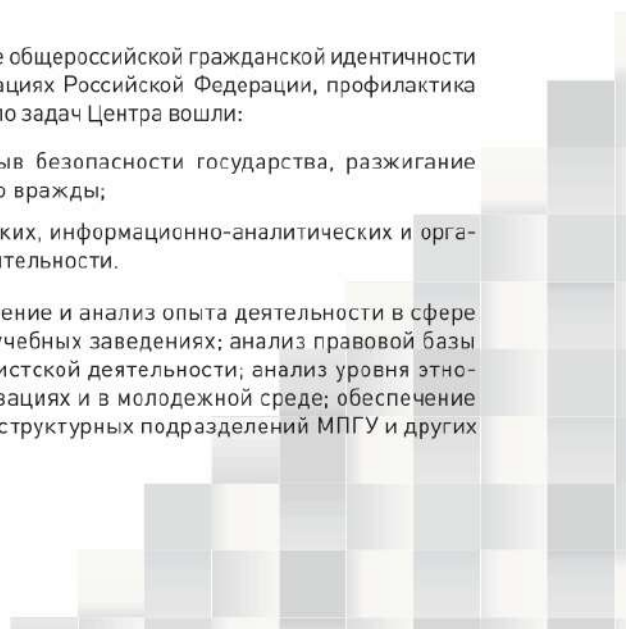 е общероссийской гражданской идентичности
ациях Российской Федерации, профилактика
ло задач Центра вошли:
ыв безопасности государства, разжигание
о вражды;
ких, информационно-аналитических и орга-
ятельности.
ение и анализ опыта деятельности в сфере
учебных заведениях; анализ правовой базы
истской деятельности; анализ уровня этно-
зациях и в молодежной среде; обеспечение
структурных подразделений МПГУ и других